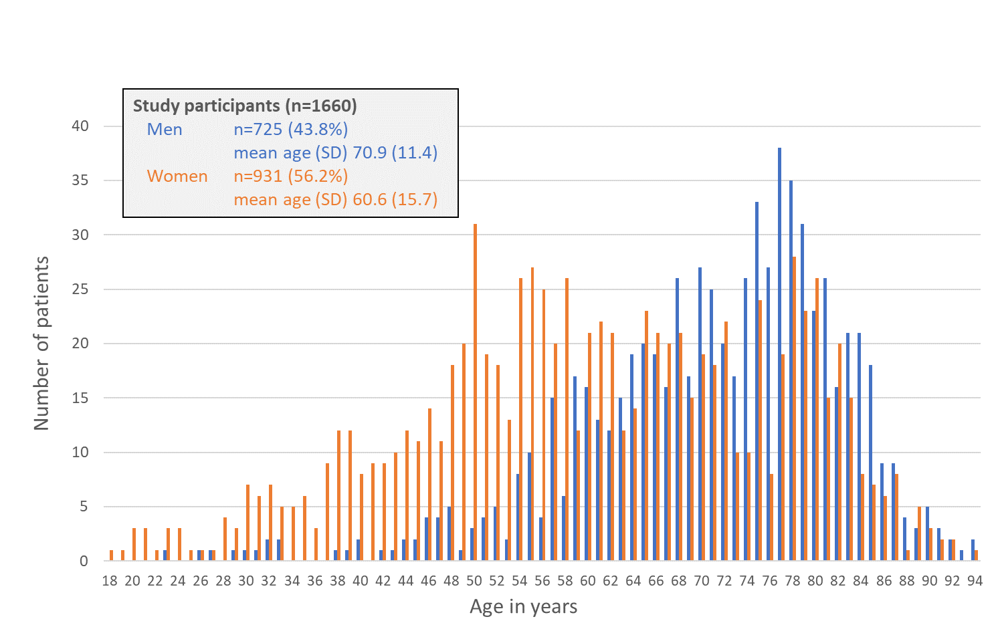 Study participants (n=1660)
Men n=725 (43.8%)
mean age (SD) 70.9 (11.4)
Women n=931 (56.2%)
mean age (SD) 60.6 (15.7)
40
35
30
25
20
15
10
5
0
Number of patients
18 20 22 24 26 28 30 32 34 36 38 40 42 44 46 48 50 52 54 56 58 60 62 64 66 68 70 72 74 76 78 80 82 84 86 88 90 92 94
Age in years